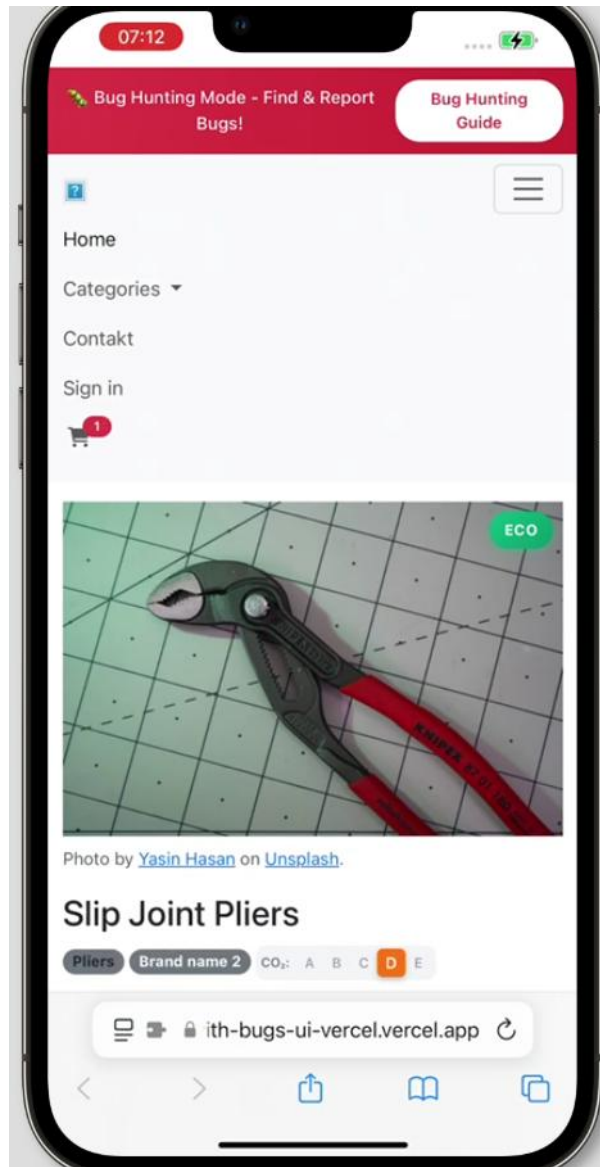 07:12
Bug Hunting Mode - Find & Report
Bugs!
Bug Hunting
Guide
?
Home
Categories
Contakt
Sign in
1
ECO
KNIPEX
Photo by Yasin Hasan on Unsplash.
Slip Joint Pliers
Pliers Brand name 2 CO₂: A B C D E
ith-bugs-ui-vercel.vercel.app